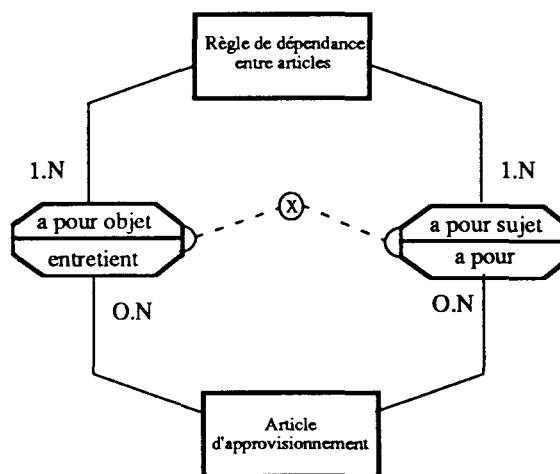 Règle de dépendance
entre articles
1.N
1.N
a pour objet
entretient
X
a pour sujet
a pour
O.N
O.N
Article
d'approvisionnement